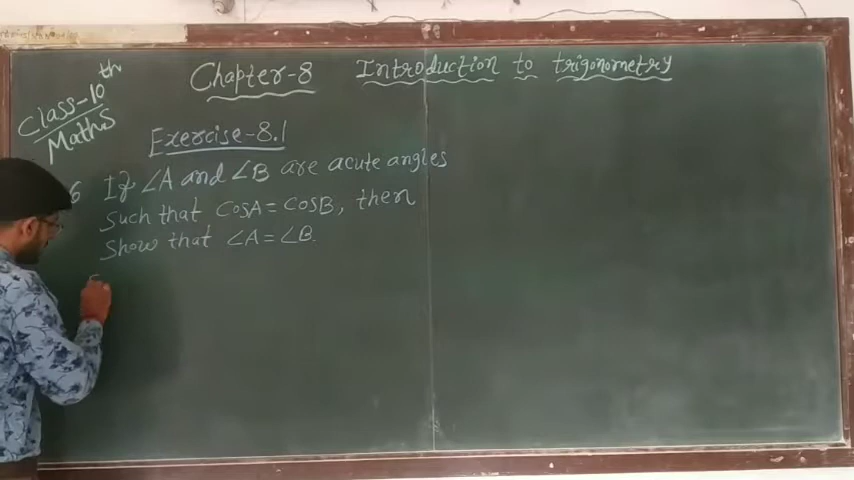 Chapter-8 Introduction to trigonometry
Class-10th
Maths
Exercise-8.1
6 If ∠A and ∠B are acute angles
Such that CosA = CosB, then
Show that ∠A = ∠B.